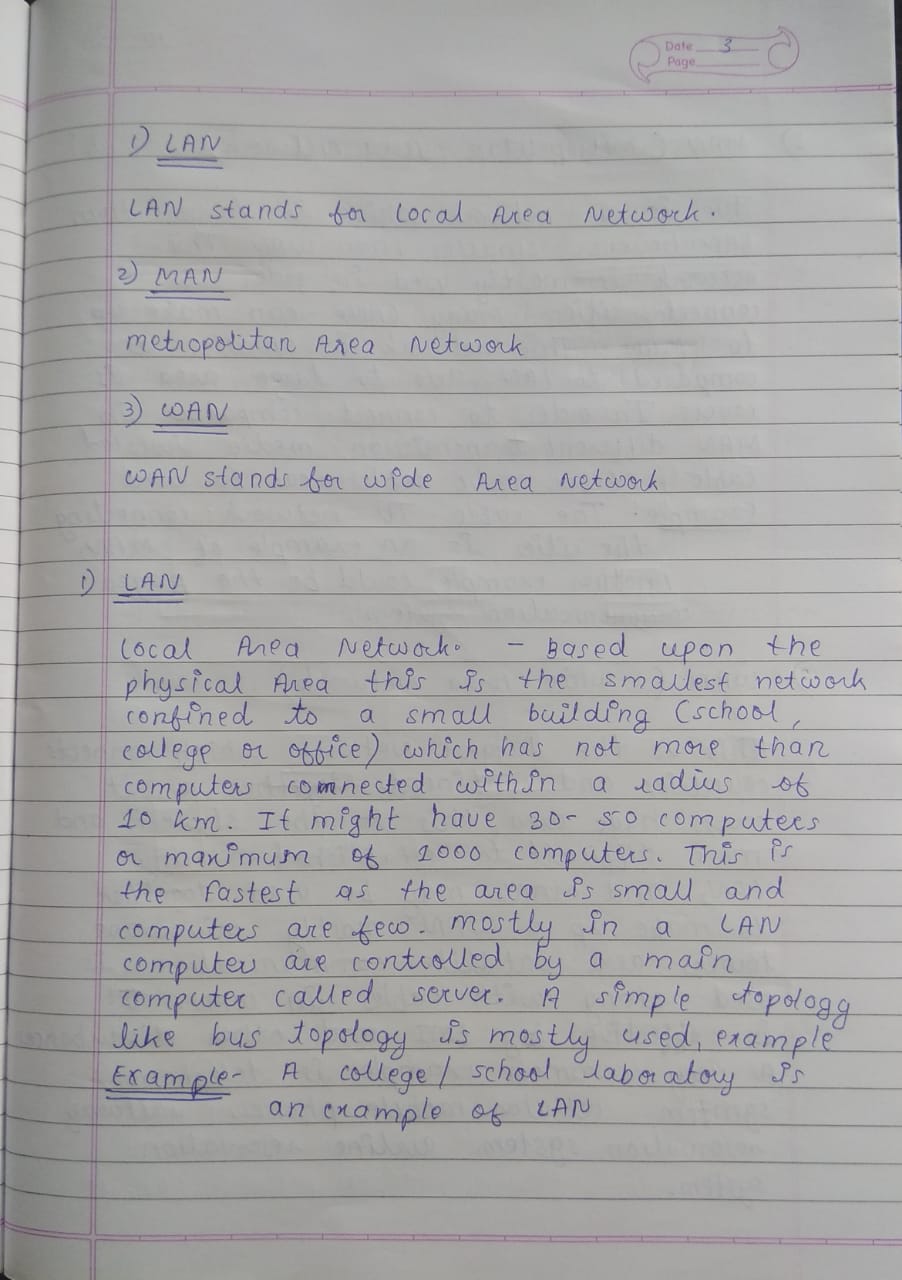 Date 3
Page
1) LAN
LAN stands for Local Area Network.
2) MAN
metropolitan Area Network
3) WAN
WAN stands for wide Area Network
1) LAN
Local Area Network. - Based upon the
physical Area this is the smallest network
confined to a small building (school,
college or office) which has not more than
computers connected within a radius of
10 km. It might have 30-50 computers
or maximum of 1000 computers. This is
the fastest as the area is small and
computers are few. mostly in a LAN
computer are controlled by a main
computer called server. A simple topology
like bus topology is mostly used, example
Example- A college/ school laboratory is
an example of LAN